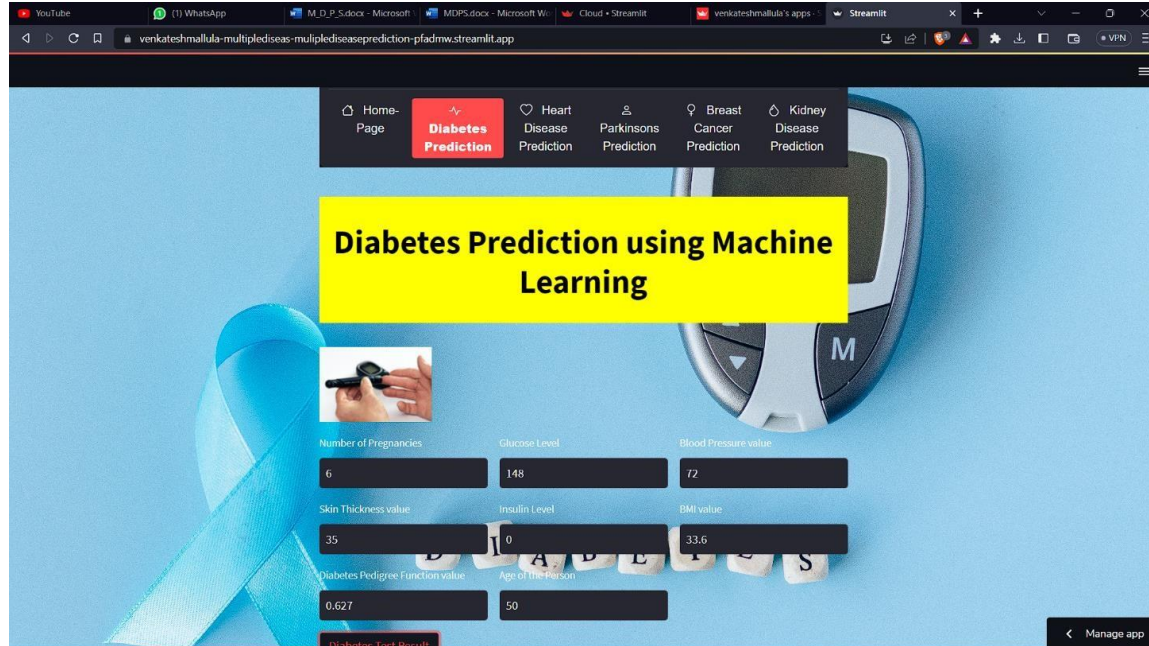 YouTube
(1) WhatsApp
M_D_P_S.docx - Microsoft
MDPS.docx - Microsoft Wo
Cloud • Streamlit
venkateshmallula's apps ·
Streamlit
venkateshmallula-multiplediseas-muliplediseaseprediction-pfadmw.streamlit.app
VPN
Home-
Page
Diabetes
Prediction
Heart
Disease
Prediction
Parkinsons
Prediction
Breast
Cancer
Prediction
Kidney
Disease
Prediction
Diabetes Prediction using Machine
Learning
M
Number of Pregnancies
Glucose Level
Blood Pressure value
6
148
72
Skin Thickness value
Insulin Level
BMI value
35
0
33.6
Diabetes Pedigree Function value
Age of the Person
0.627
50
Diabetes Test Result
Manage app